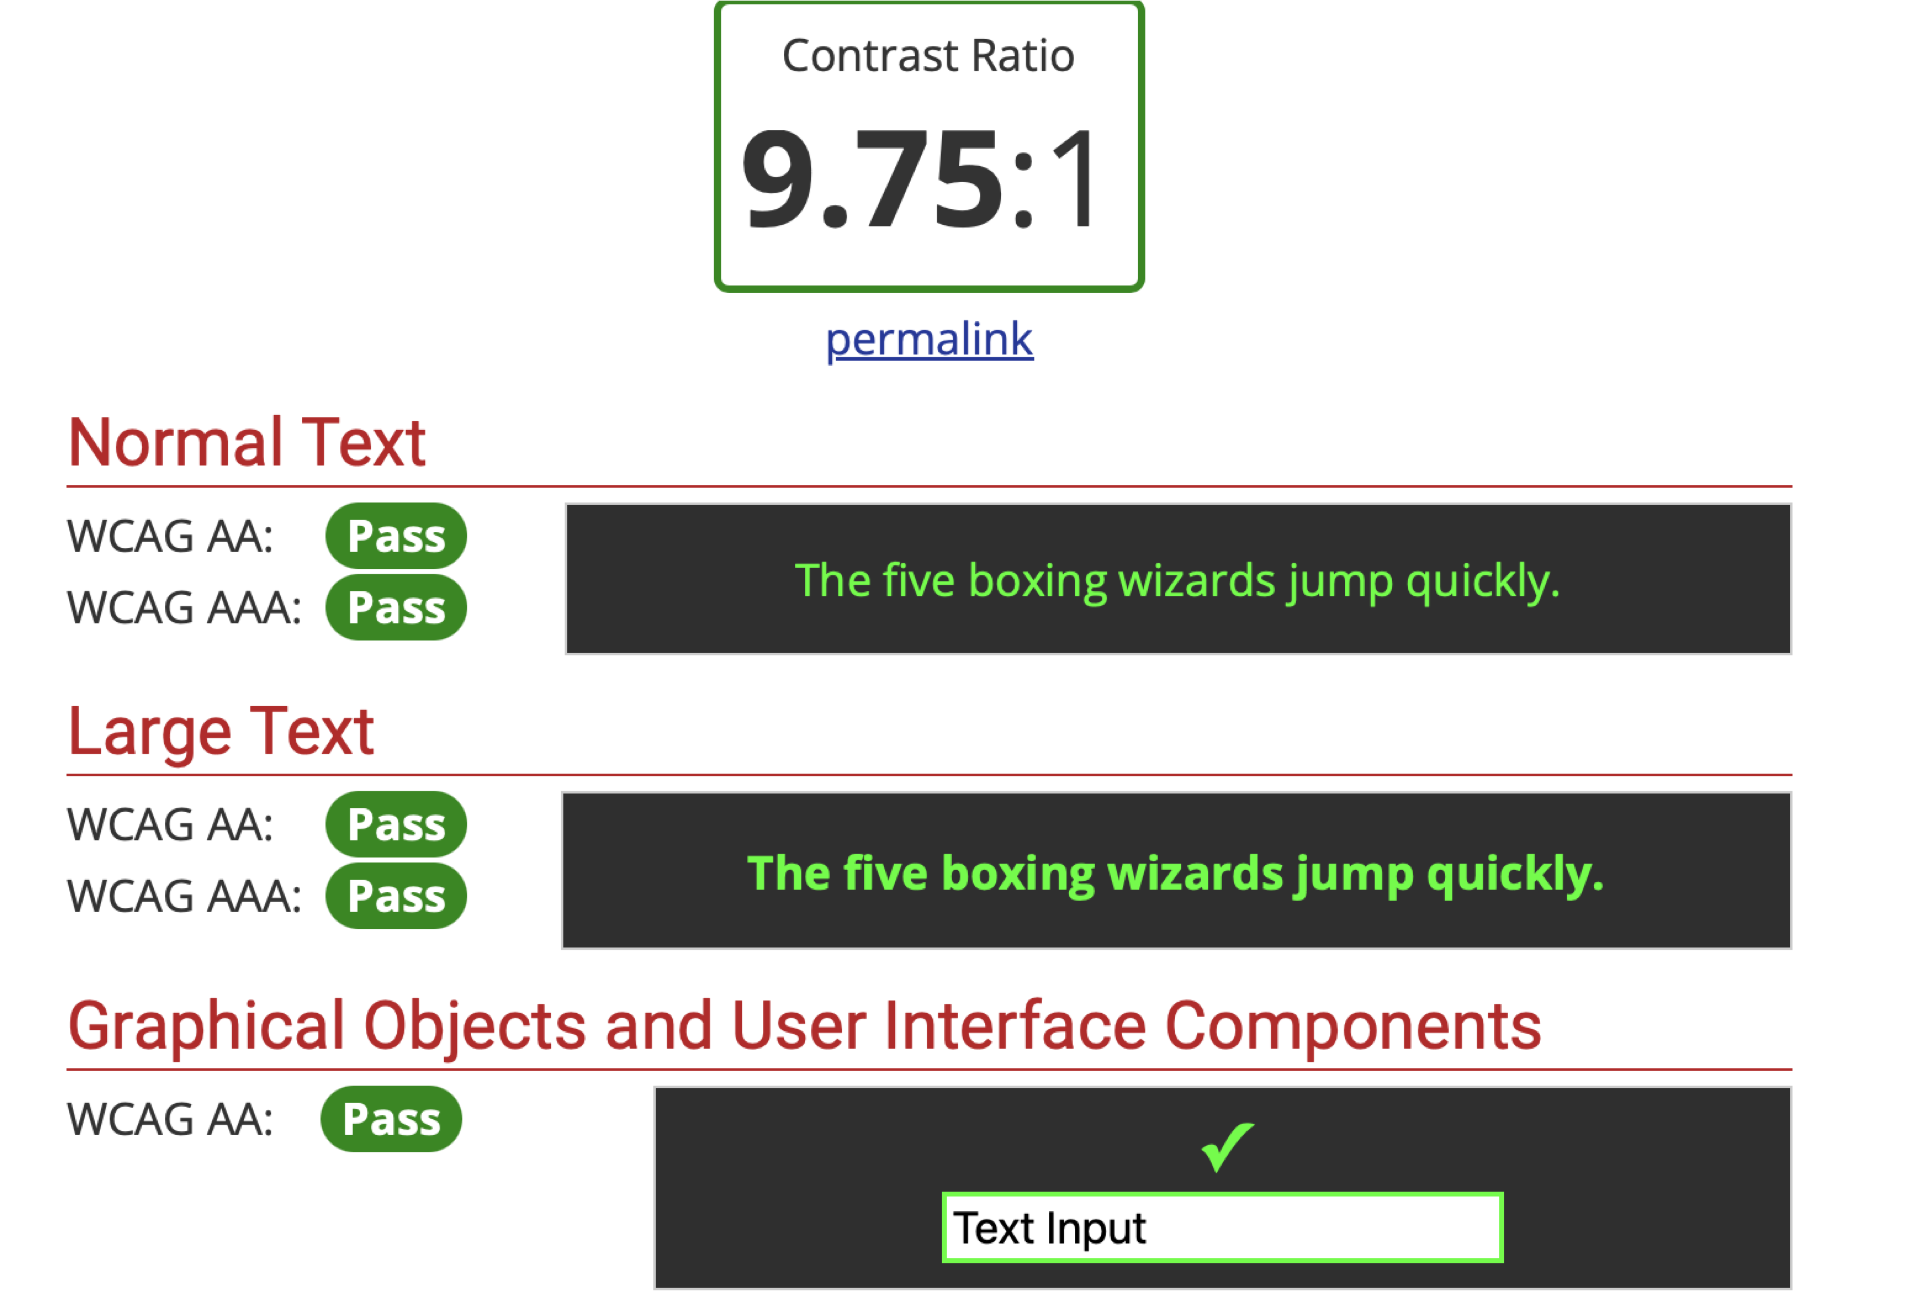 Contrast Ratio
9.75:1
permalink
Normal Text
WCAG AA: Pass
WCAG AAA: Pass
The five boxing wizards jump quickly.
Large Text
WCAG AA: Pass
WCAG AAA: Pass
The five boxing wizards jump quickly.
Graphical Objects and User Interface Components
WCAG AA: Pass
✓
Text Input